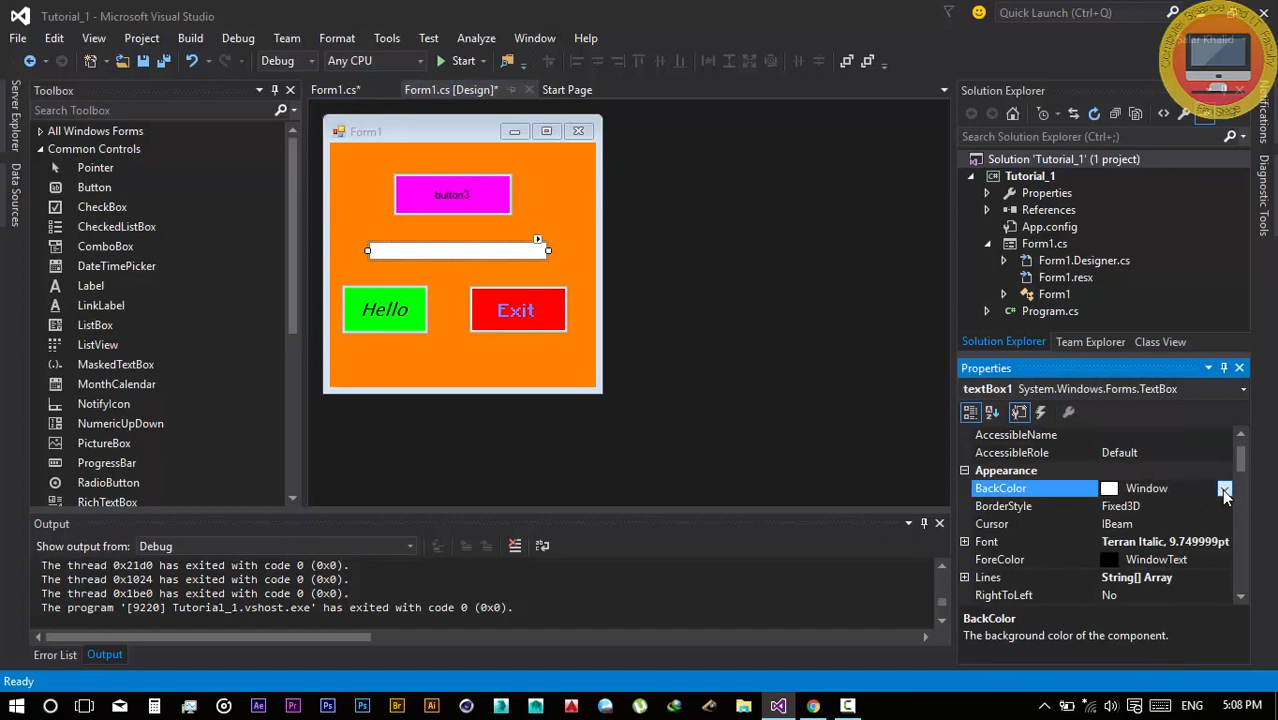 Tutorial_1 - Microsoft Visual Studio
Quick Launch (Ctrl+Q)
File Edit View Project Build Debug Team Format Tools Test Analyze Window Help
Debug Any CPU Start
Toolbox
Search Toolbox
All Windows Forms
Common Controls
Pointer
Button
CheckBox
CheckedListBox
ComboBox
DateTimePicker
Label
LinkLabel
ListBox
ListView
MaskedTextBox
MonthCalendar
NotifyIcon
NumericUpDown
PictureBox
ProgressBar
RadioButton
RichTextBox
Server Explorer
Data Sources
Form1.cs*
Form1.cs [Design]*
Start Page
Form1
button3
Hello
Exit
Output
Show output from: Debug
The thread 0x21d0 has exited with code 0 (0x0).
The thread 0x1024 has exited with code 0 (0x0).
The thread 0x1be0 has exited with code 0 (0x0).
The program '[9220] Tutorial_1.vshost.exe' has exited with code 0 (0x0).
Error List Output
Solution Explorer
Search Solution Explorer (Ctrl+;)
Solution 'Tutorial_1' (1 project)
Tutorial_1
Properties
References
App.config
Form1.cs
Form1.Designer.cs
Form1.resx
Form1
Program.cs
Solution Explorer Team Explorer Class View
Properties
textBox1 System.Windows.Forms.TextBox
AccessibleName
AccessibleRole Default
Appearance
BackColor Window
BorderStyle Fixed3D
Cursor IBeam
Font Terran Italic, 9.749999pt
ForeColor WindowText
Lines String[] Array
RightToLeft No
BackColor
The background color of the component.
Notifications
Diagnostic Tools
Ready
Ae Pr Ps Ps Br Ai
ENG 5:08 PM